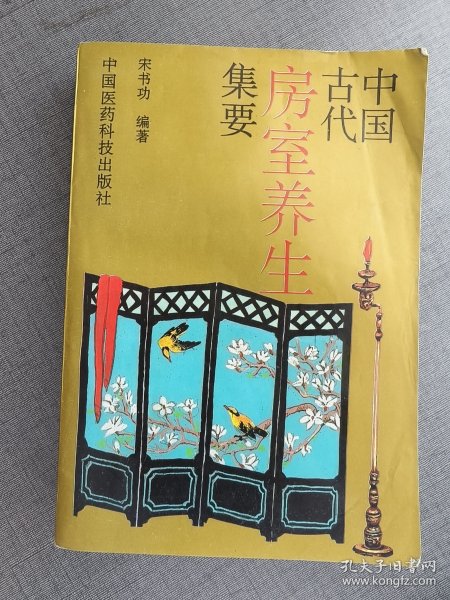 中国
古代
房室养生
集要
宋书功 编著
中国医药科技出版社
孔夫子旧书网
www.kongfz.com